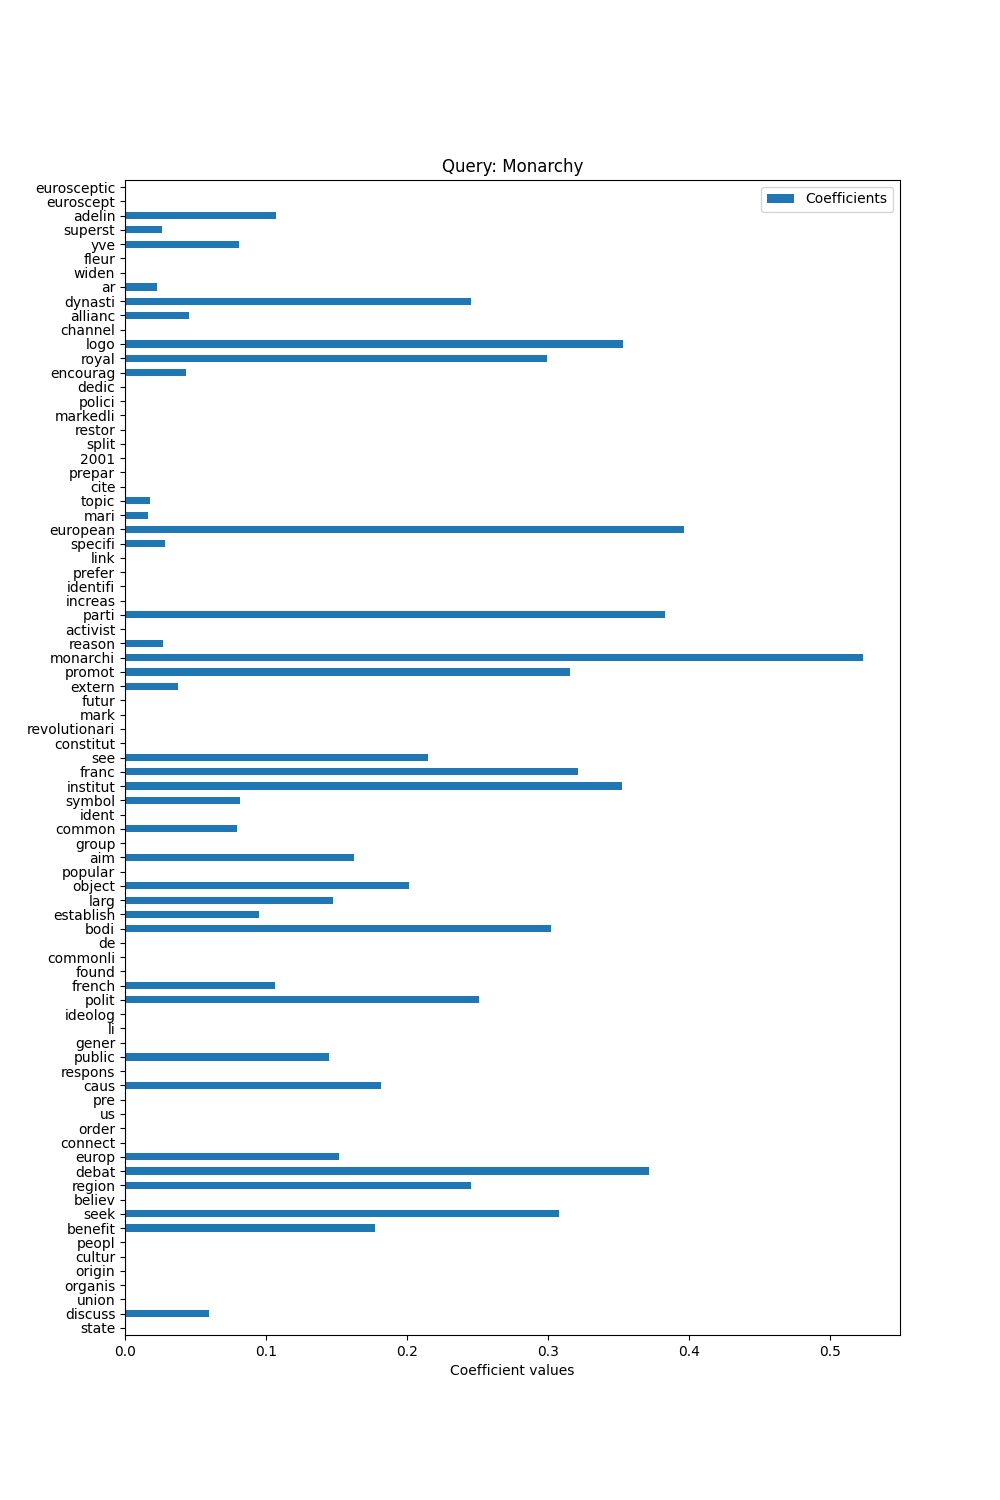 Query: Monarchy
Coefficients
eurosceptic
euroscept
adelin
superst
yve
fleur
widen
ar
dynasti
allianc
channel
logo
royal
encourag
dedic
polici
markedli
restor
split
2001
prepar
cite
topic
mari
european
specifi
link
prefer
identifi
increas
parti
activist
reason
monarchi
promot
extern
futur
mark
revolutionari
constitut
see
franc
institut
symbol
ident
common
group
aim
popular
object
larg
establish
bodi
de
commonli
found
french
polit
ideolog
li
gener
public
respons
caus
pre
us
order
connect
europ
debat
region
believ
seek
benefit
peopl
cultur
origin
organis
union
discuss
state
0.0 0.1 0.2 0.3 0.4 0.5
Coefficient values